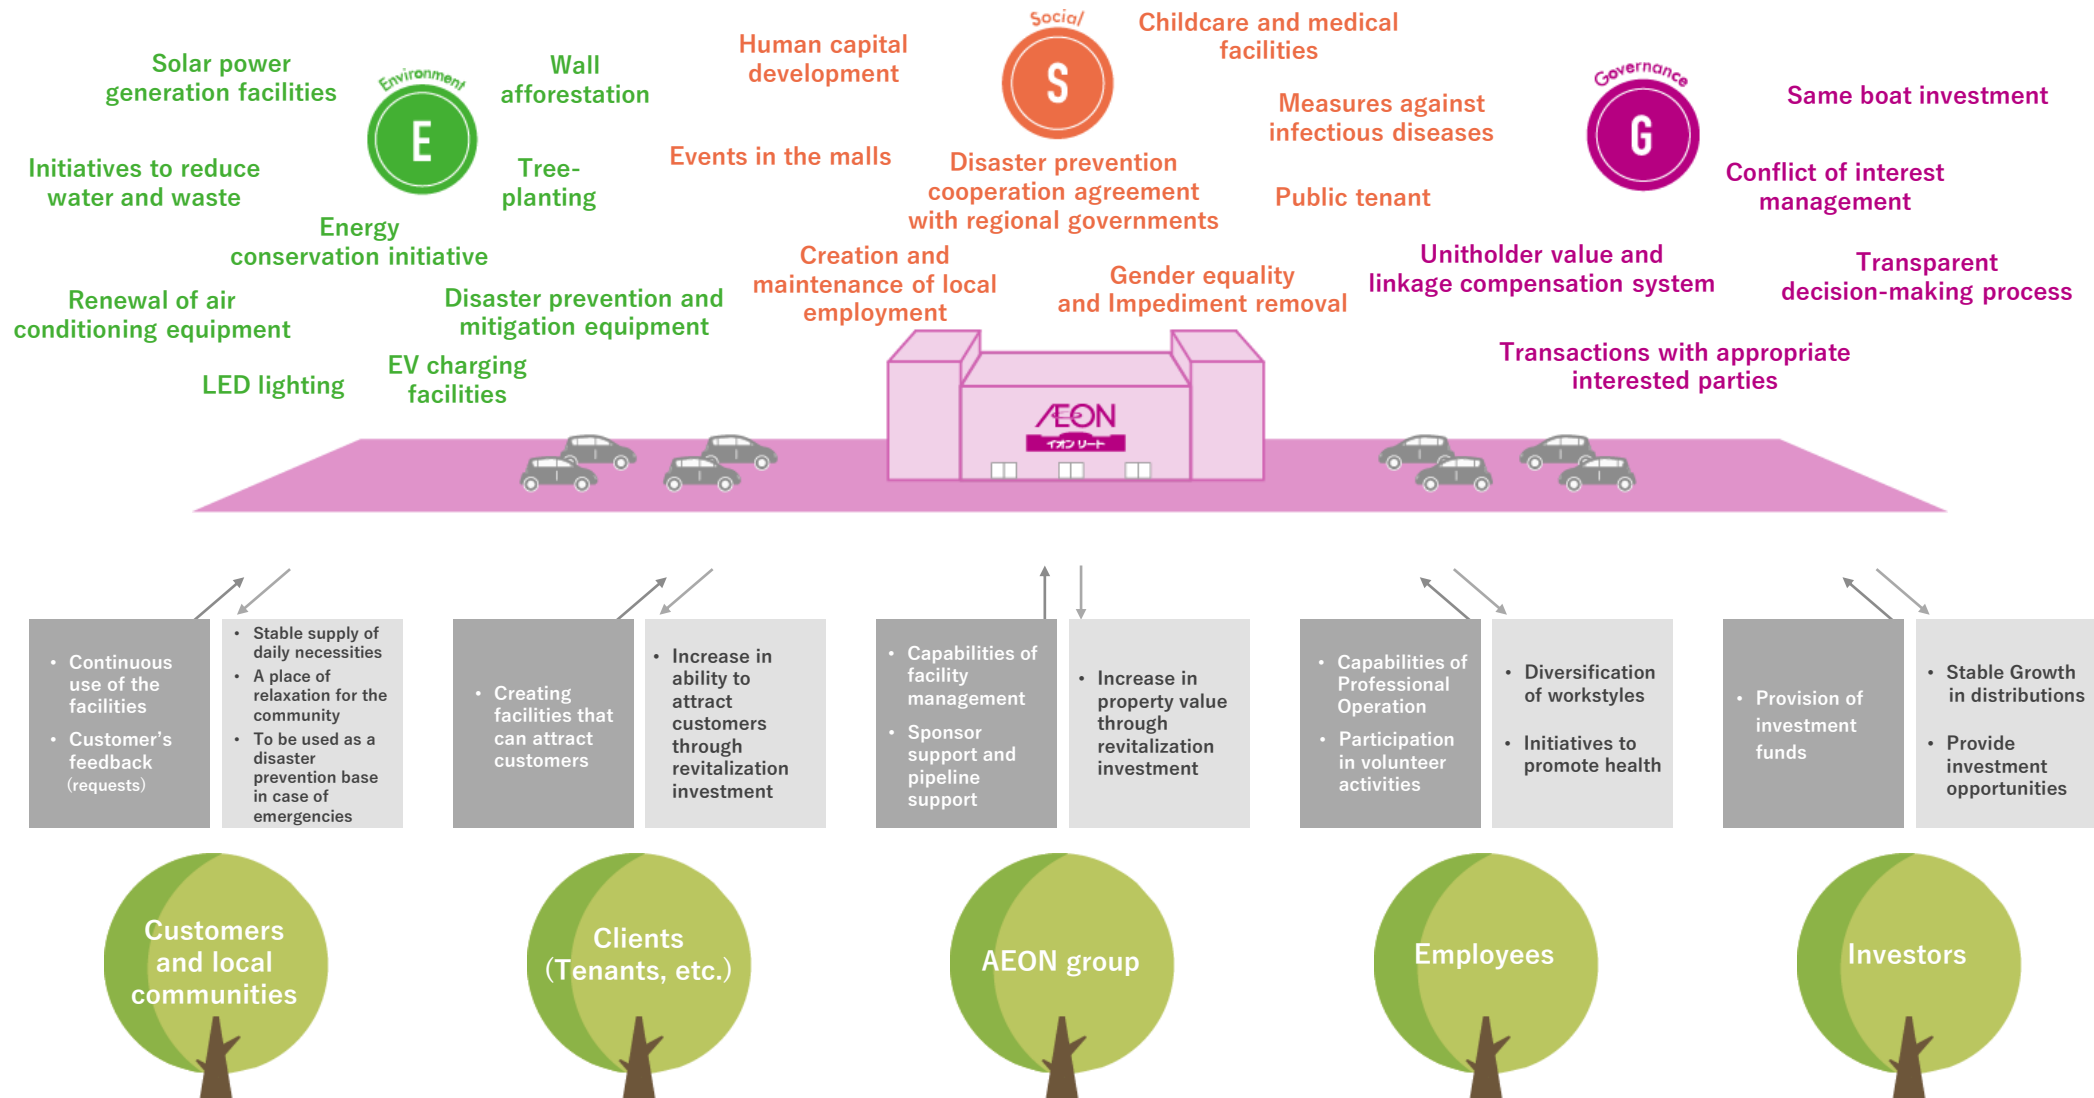 Environment
E
Solar power
generation facilities
Wall
afforestation
Initiatives to reduce
water and waste
Tree-
planting
Energy
conservation initiative
Renewal of air
conditioning equipment
Disaster prevention and
mitigation equipment
LED lighting
EV charging
facilities
Social
S
Human capital
development
Childcare and medical
facilities
Events in the malls
Measures against
infectious diseases
Disaster prevention
cooperation agreement
with regional governments
Public tenant
Creation and
maintenance of local
employment
Gender equality
and Impediment removal
Governance
G
Same boat investment
Conflict of interest
management
Unitholder value and
linkage compensation system
Transparent
decision-making process
Transactions with appropriate
interested parties
ÆON
イオン リート
• Continuous
use of the
facilities
• Customer's
feedback
(requests)
• Stable supply of
daily necessities
• A place of
relaxation for the
community
• To be used as a
disaster
prevention base
in case of
emergencies
• Creating
facilities that
can attract
customers
• Increase in
ability to
attract
customers
through
revitalization
investment
• Capabilities of
facility
management
• Sponsor
support and
pipeline
support
• Increase in
property value
through
revitalization
investment
• Capabilities of
Professional
Operation
• Participation
in volunteer
activities
• Diversification
of workstyles
• Initiatives to
promote health
• Provision of
investment
funds
• Stable Growth
in distributions
• Provide
investment
opportunities
Customers
and local
communities
Clients
(Tenants, etc.)
AEON group
Employees
Investors